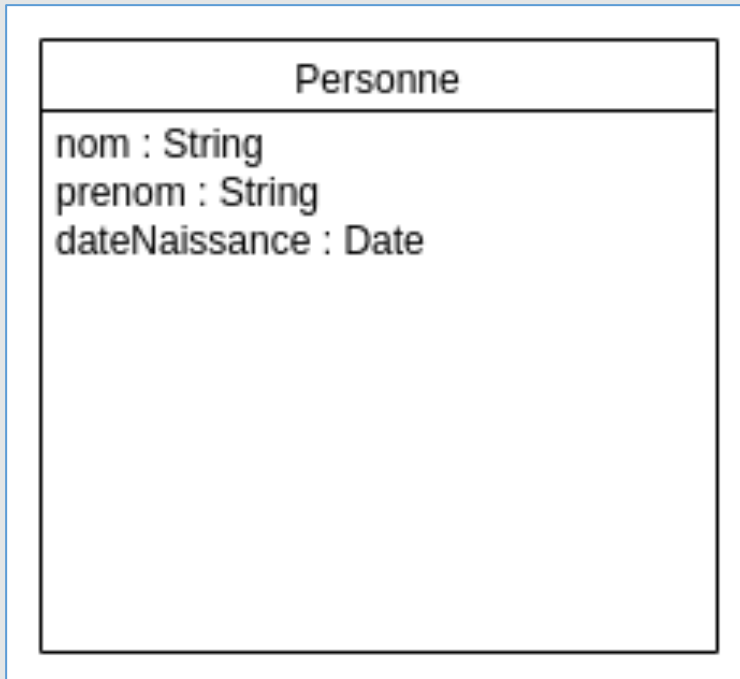 Personne
nom : String
prenom : String
dateNaissance : Date